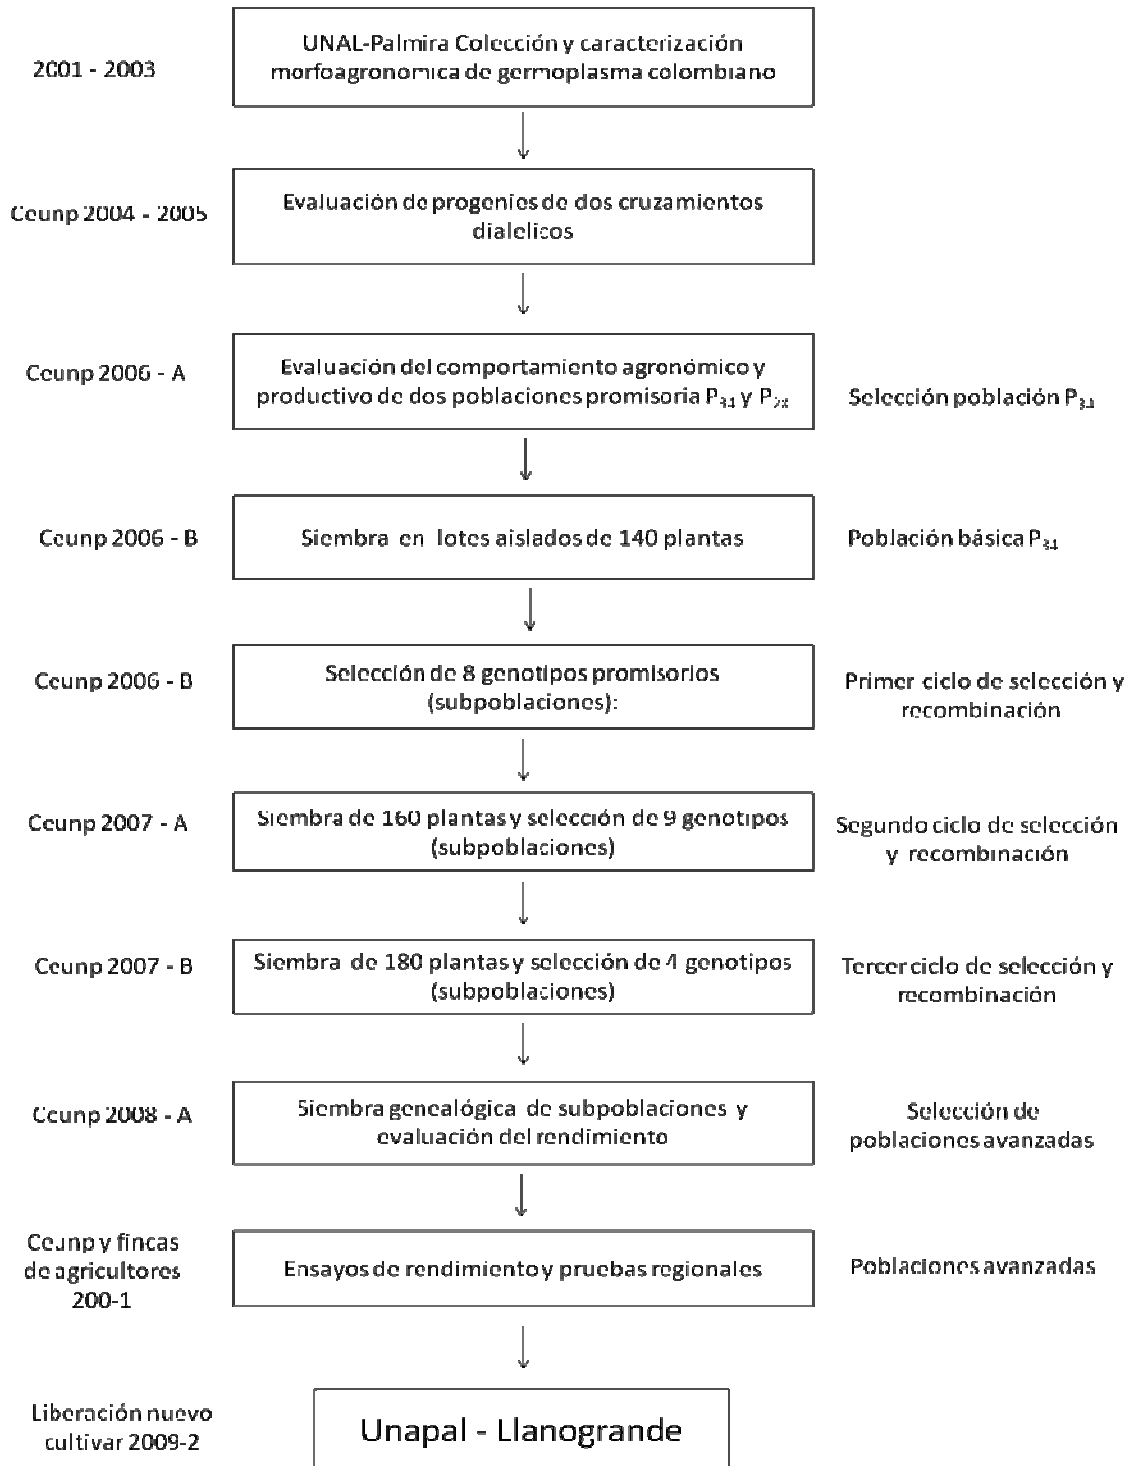 2001 - 2003
UNAL-Palmira Colección y caracterización
morfoagronomica de germoplasma colombiano
Ceunp 2004 - 2005
Evaluación de progenies de dos cruzamientos
dialelicos
Ceunp 2006 - A
Evaluación del comportamiento agronómico y
productivo de dos poblaciones promisoria P₃₄ y P₂₈
Selección población P₃₄
Ceunp 2006 - B
Siembra en lotes aislados de 140 plantas
Población básica P₃₄
Ceunp 2006 - B
Selección de 8 genotipos promisorios
(subpoblaciones):
Primer ciclo de selección y
recombinación
Ceunp 2007 - A
Siembra de 160 plantas y selección de 9 genotipos
(subpoblaciones)
Segundo ciclo de selección
y recombinación
Ceunp 2007 - B
Siembra de 180 plantas y selección de 4 genotipos
(subpoblaciones)
Tercer ciclo de selección y
recombinación
Ceunp 2008 - A
Siembra genealógica de subpoblaciones y
evaluación del rendimiento
Selección de
poblaciones avanzadas
Ceunp y fincas
de agricultores
200-1
Ensayos de rendimiento y pruebas regionales
Poblaciones avanzadas
Liberación nuevo
cultivar 2009-2
Unapal - Llanogrande